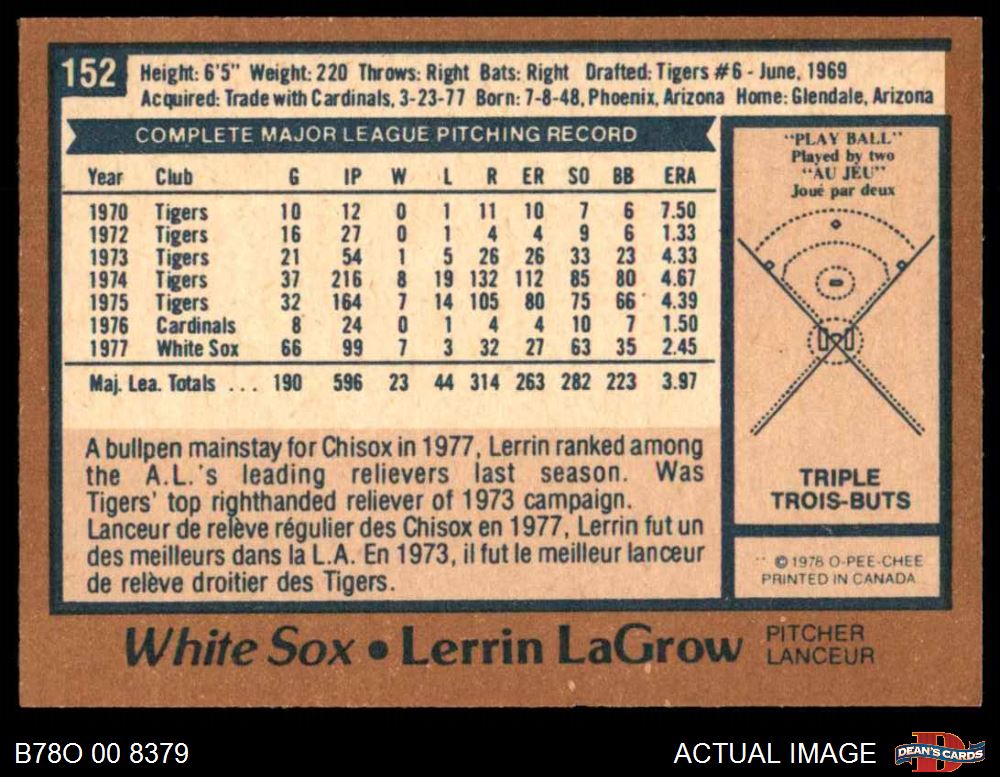 152
Height: 6'5" Weight: 220 Throws: Right Bats: Right Drafted: Tigers #6 - June, 1969
Acquired: Trade with Cardinals, 3-23-77 Born: 7-8-48, Phoenix, Arizona Home: Glendale, Arizona
COMPLETE MAJOR LEAGUE PITCHING RECORD
Year Club G IP W L R ER SO BB ERA
1970 Tigers 10 12 0 1 11 10 7 6 7.50
1972 Tigers 16 27 0 1 4 4 9 6 1.33
1973 Tigers 21 54 1 5 26 26 33 23 4.33
1974 Tigers 37 216 8 19 132 112 85 80 4.67
1975 Tigers 32 164 7 14 105 80 75 66 4.39
1976 Cardinals 8 24 0 1 4 4 10 7 1.50
1977 White Sox 66 99 7 3 32 27 63 35 2.45
Maj. Lea. Totals ... 190 596 23 44 314 263 282 223 3.97
A bullpen mainstay for Chisox in 1977, Lerrin ranked among
the A.L.'s leading relievers last season. Was
Tigers' top righthanded reliever of 1973 campaign.
Lanceur de relève régulier des Chisox en 1977, Lerrin fut un
des meilleurs dans la L.A. En 1973, il fut le meilleur lanceur
de relève droitier des Tigers.
"PLAY BALL"
Played by two
"AU JEU"
Joué par deux
TRIPLE
TROIS-BUTS
© 1978 O-PEE-CHEE
PRINTED IN CANADA
White Sox • Lerrin LaGrow
PITCHER
LANCEUR
B78O 00 8379
ACTUAL IMAGE
DEAN'S CARDS